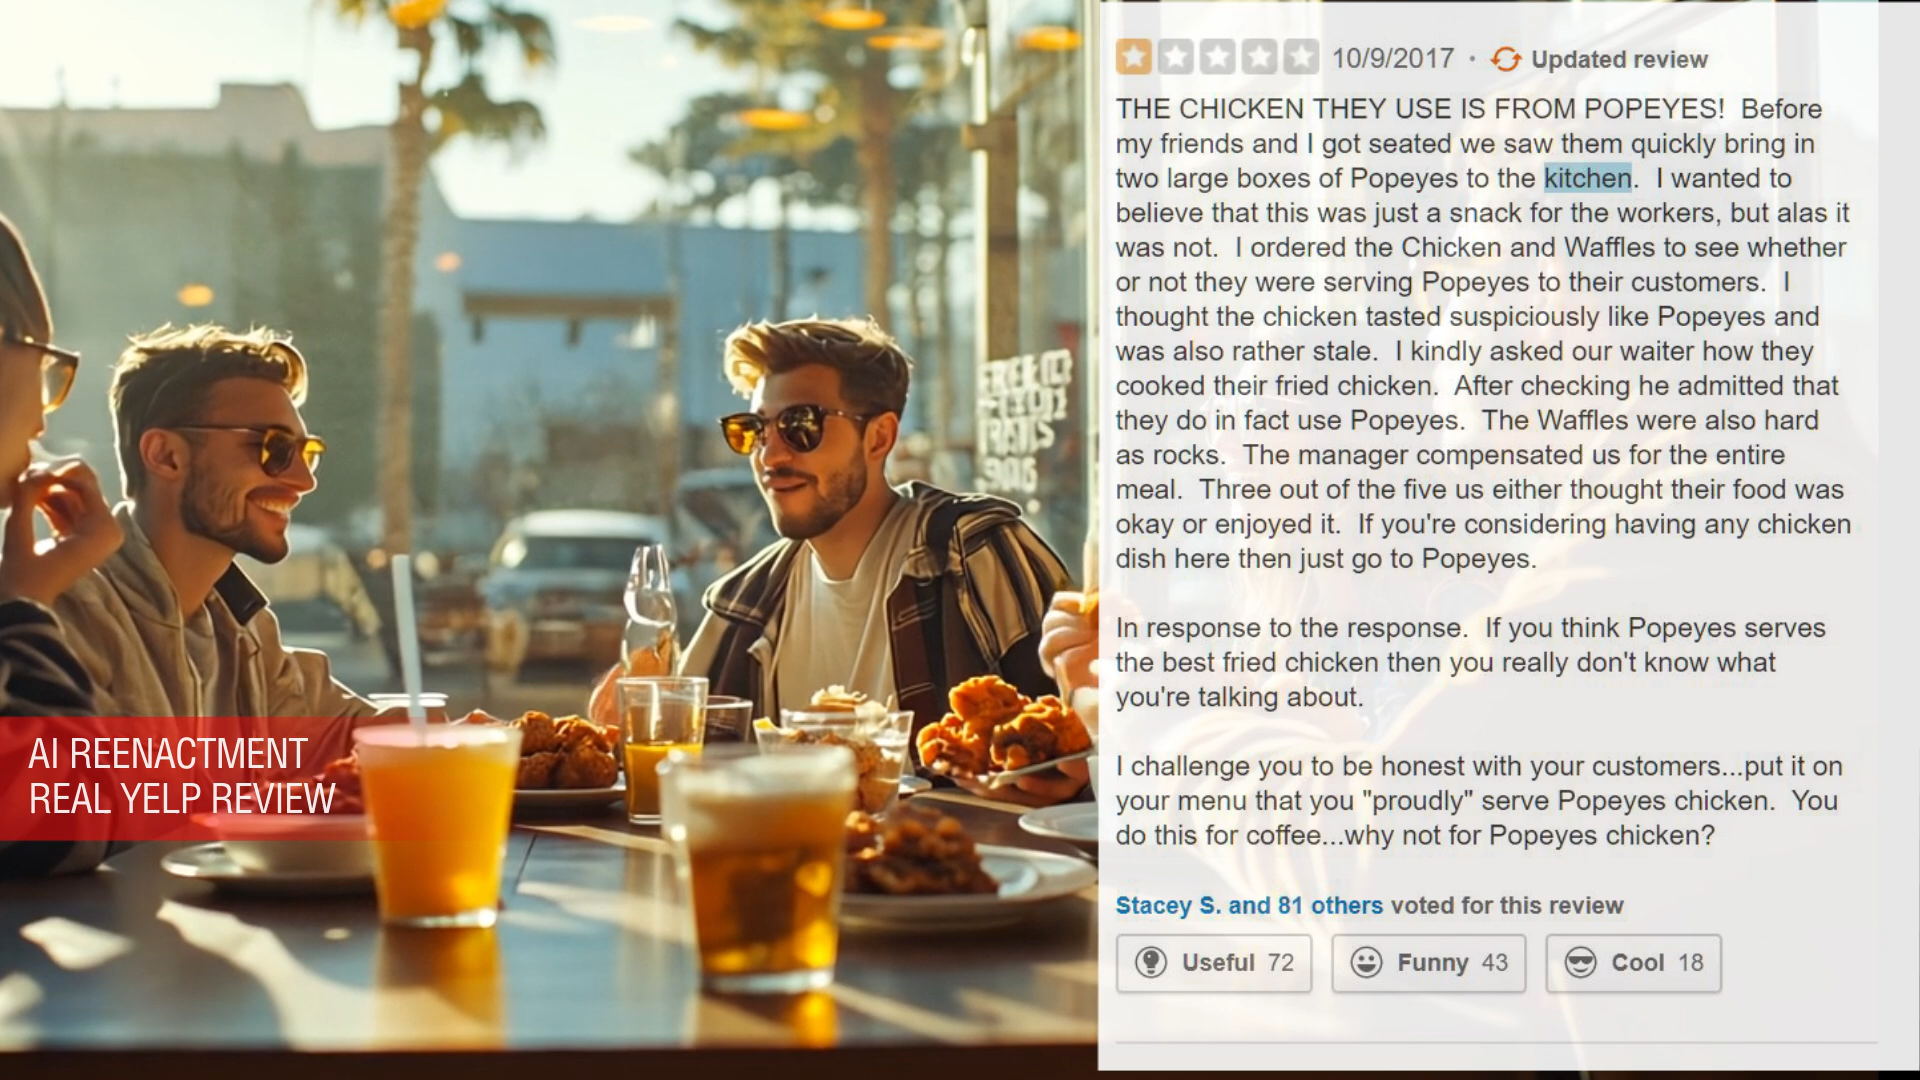 10/9/2017 · Updated review
THE CHICKEN THEY USE IS FROM POPEYES!  Before
my friends and I got seated we saw them quickly bring in
two large boxes of Popeyes to the kitchen.  I wanted to
believe that this was just a snack for the workers, but alas it
was not.  I ordered the Chicken and Waffles to see whether
or not they were serving Popeyes to their customers.  I
thought the chicken tasted suspiciously like Popeyes and
was also rather stale.  I kindly asked our waiter how they
cooked their fried chicken.  After checking he admitted that
they do in fact use Popeyes.  The Waffles were also hard
as rocks.  The manager compensated us for the entire
meal.  Three out of the five us either thought their food was
okay or enjoyed it.  If you're considering having any chicken
dish here then just go to Popeyes.
In response to the response.  If you think Popeyes serves
the best fried chicken then you really don't know what
you're talking about.
I challenge you to be honest with your customers...put it on
your menu that you "proudly" serve Popeyes chicken.  You
do this for coffee...why not for Popeyes chicken?
Stacey S. and 81 others voted for this review
Useful 72 Funny 43 Cool 18
AI REENACTMENT
REAL YELP REVIEW